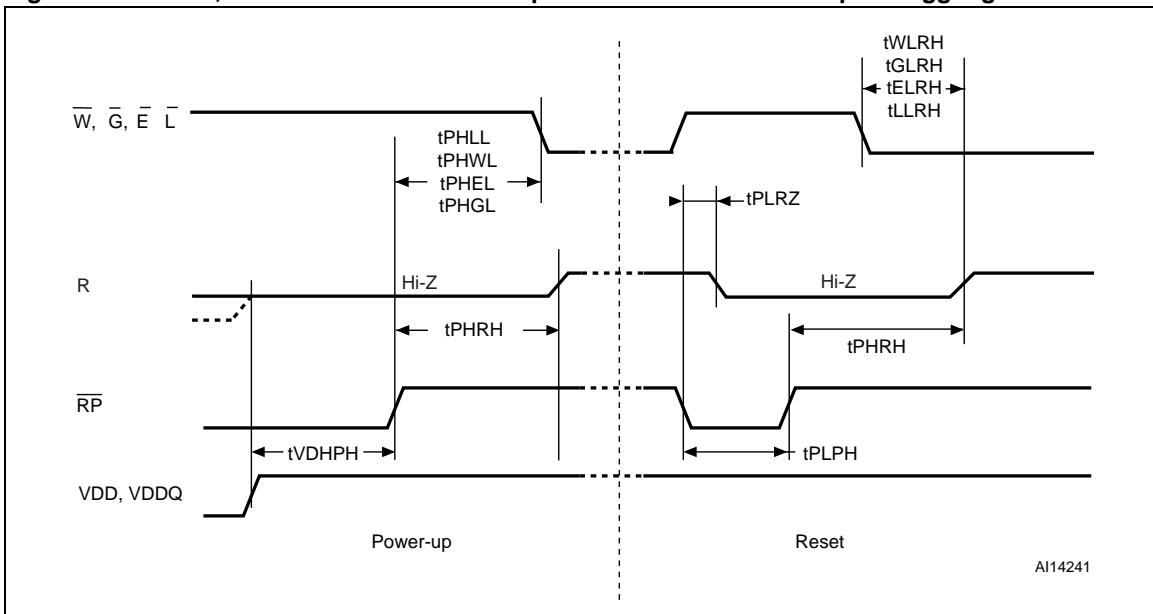 W, G, E L
tPHLL
tPHWL
tPHEL
tPHGL
tWLRH
tGLRH
tELRH
tLLRH
tPLRZ
R
Hi-Z
Hi-Z
tPHRH
tPHRH
RP
tVDHPH
tPLPH
VDD, VDDQ
Power-up
Reset
AI14241